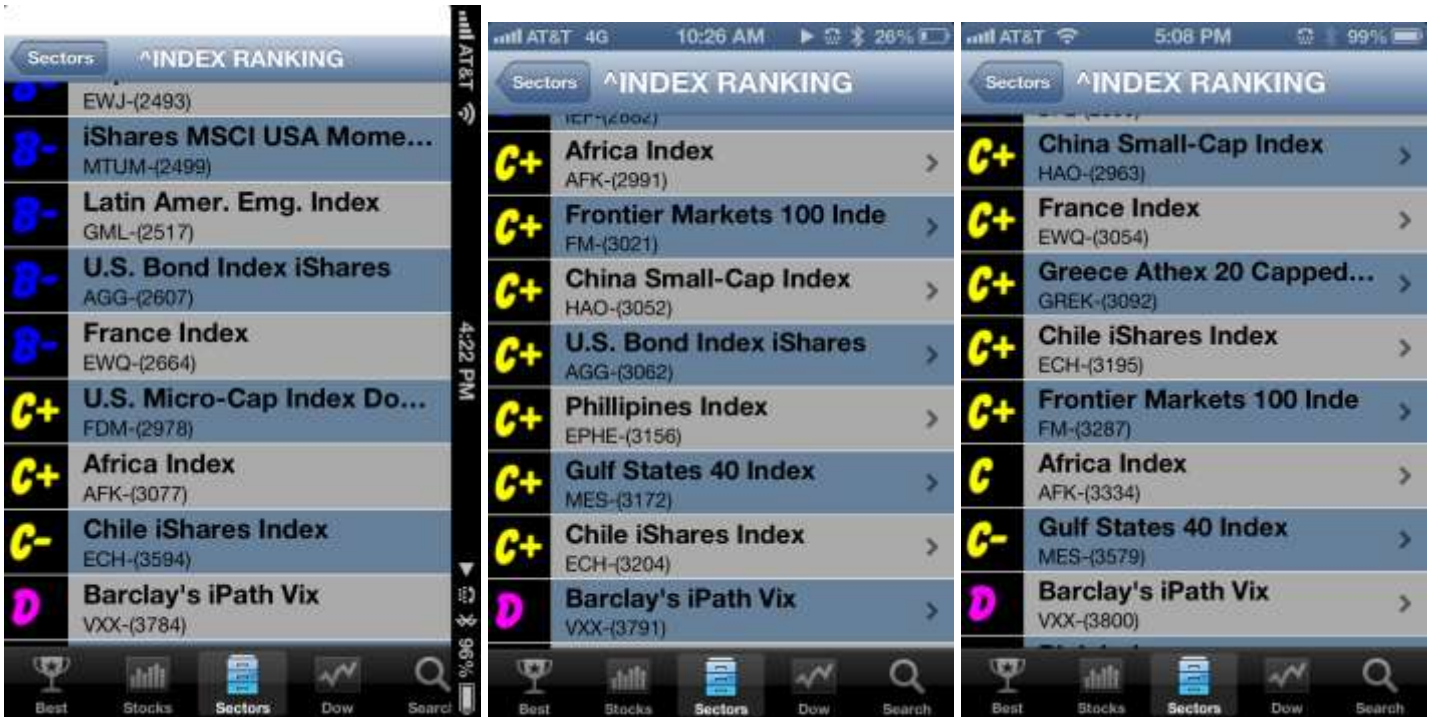 Sectors
^INDEX RANKING
EWJ-(2493)
B-
iShares MSCI USA Mome...
MTUM-(2499)
B-
Latin Amer. Emg. Index
GML-(2517)
B-
U.S. Bond Index iShares
AGG-(2607)
B-
France Index
EWQ-(2664)
C+
U.S. Micro-Cap Index Do...
FDM-(2978)
C+
Africa Index
AFK-(3077)
C-
Chile iShares Index
ECH-(3594)
D
Barclay's iPath Vix
VXX-(3784)
Best
Stocks
Sectors
Dow
Search
AT&T
4:22 PM
96%
AT&T 4G 10:26 AM 26%
Sectors
^INDEX RANKING
IEF-(2882)
C+
Africa Index
AFK-(2991)
C+
Frontier Markets 100 Inde
FM-(3021)
C+
China Small-Cap Index
HAO-(3052)
C+
U.S. Bond Index iShares
AGG-(3062)
C+
Phillipines Index
EPHE-(3156)
C+
Gulf States 40 Index
MES-(3172)
C+
Chile iShares Index
ECH-(3204)
D
Barclay's iPath Vix
VXX-(3791)
Best
Stocks
Sectors
Dow
Search
AT&T 5:08 PM 99%
Sectors
^INDEX RANKING
C+
China Small-Cap Index
HAO-(2963)
C+
France Index
EWQ-(3054)
C+
Greece Athex 20 Capped...
GREK-(3092)
C+
Chile iShares Index
ECH-(3195)
C+
Frontier Markets 100 Inde
FM-(3287)
C
Africa Index
AFK-(3334)
C-
Gulf States 40 Index
MES-(3579)
D
Barclay's iPath Vix
VXX-(3800)
Best
Stocks
Sectors
Dow
Search